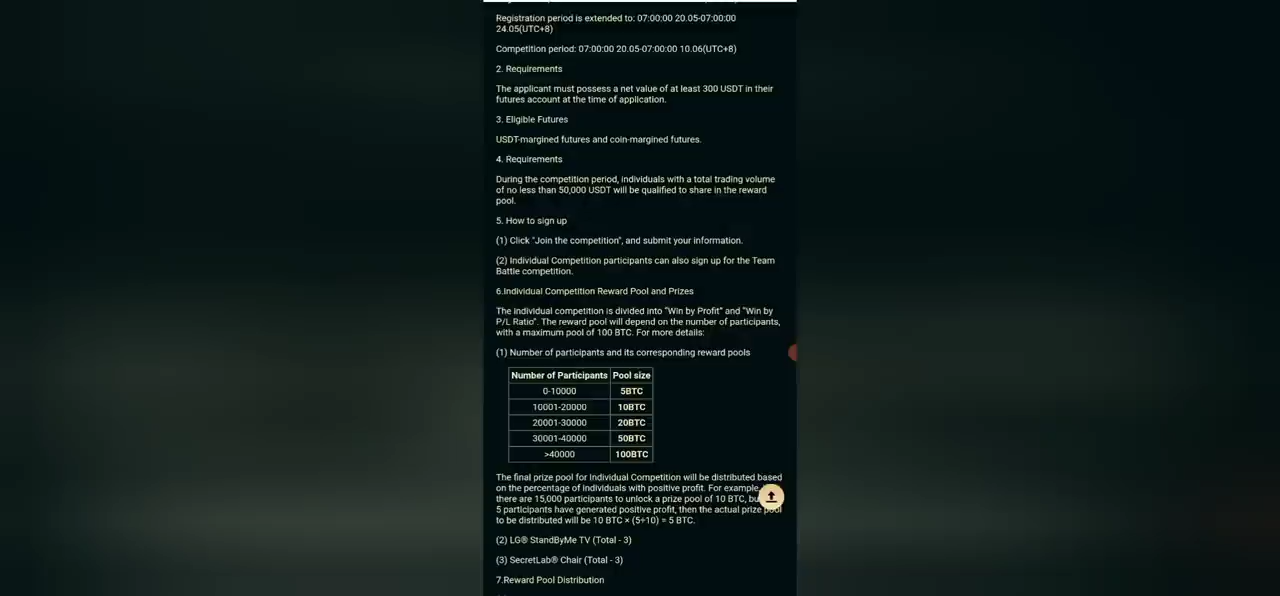 Registration period is extended to: 07:00:00 20.05-07:00:00
24.05(UTC+8)
Competition period: 07:00:00 20.05-07:00:00 10.06(UTC+8)
2. Requirements
The applicant must possess a net value of at least 300 USDT in their
futures account at the time of application.
3. Eligible Futures
USDT-margined futures and coin-margined futures.
4. Requirements
During the competition period, individuals with a total trading volume
of no less than 50,000 USDT will be qualified to share in the reward
pool.
5. How to sign up
(1) Click "Join the competition", and submit your information.
(2) Individual Competition participants can also sign up for the Team
Battle competition.
6.Individual Competition Reward Pool and Prizes
The individual competition is divided into "Win by Profit" and "Win by
P/L Ratio". The reward pool will depend on the number of participants,
with a maximum pool of 100 BTC. For more details:
(1) Number of participants and its corresponding reward pools
Number of Participants Pool size
0-10000 5BTC
10001-20000 10BTC
20001-30000 20BTC
30001-40000 50BTC
>40000 100BTC
The final prize pool for Individual Competition will be distributed based
on the percentage of individuals with positive profit. For example,
there are 15,000 participants to unlock a prize pool of 10 BTC,
5 participants have generated positive profit, then the actual prize pool
to be distributed will be 10 BTC × (5÷10) = 5 BTC.
(2) LG® StandByMe TV (Total - 3)
(3) SecretLab® Chair (Total - 3)
7.Reward Pool Distribution